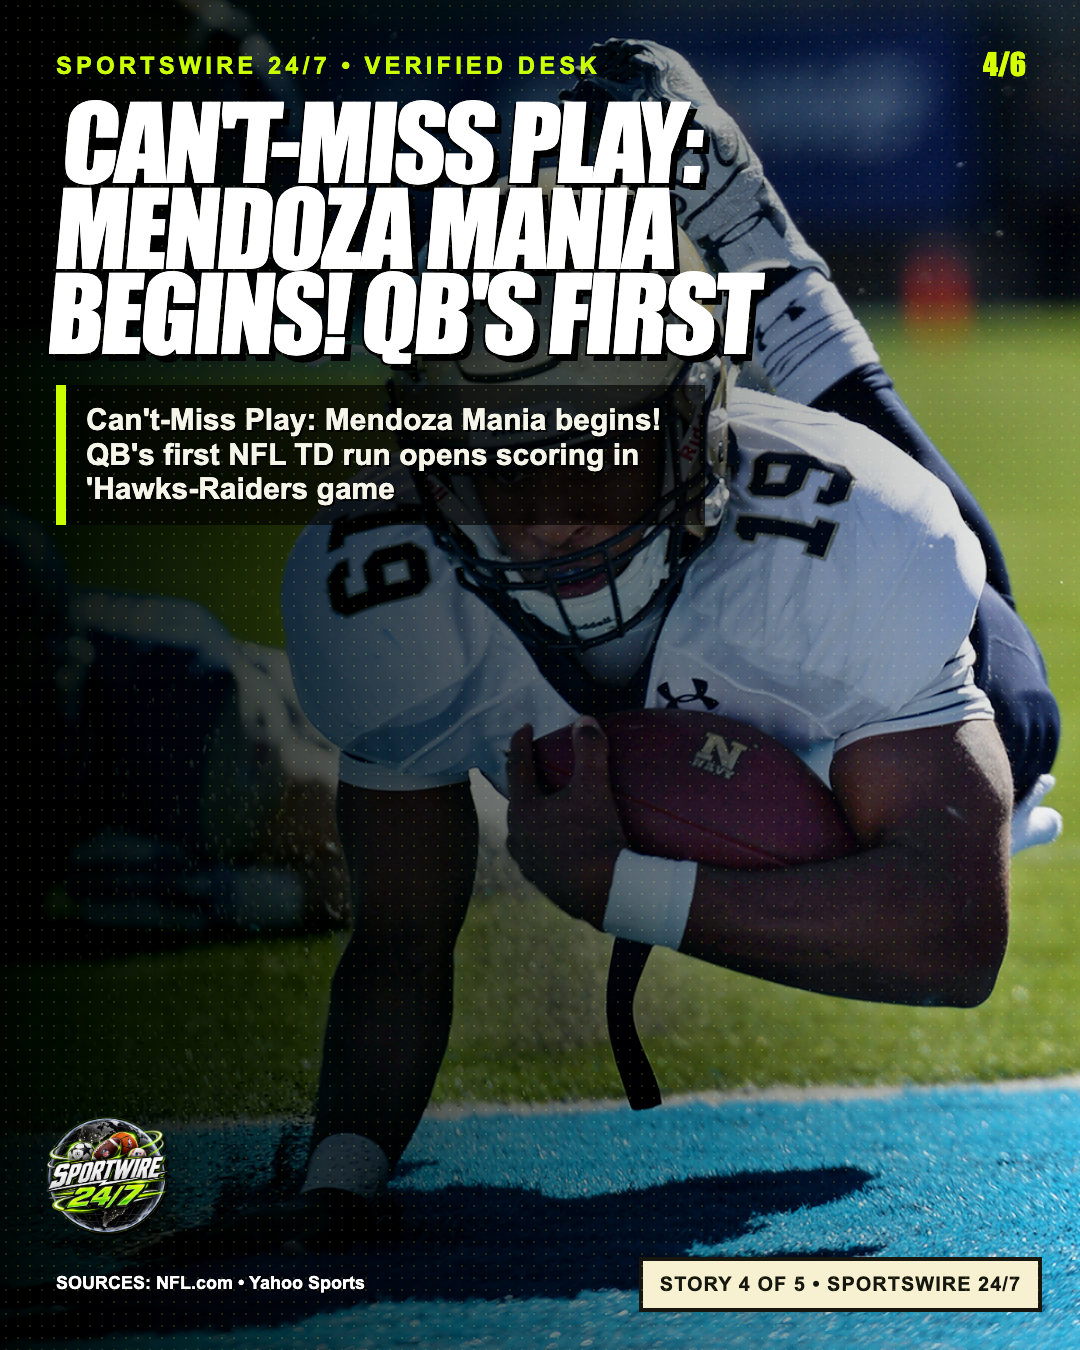 SPORTSWIRE 24/7 • VERIFIED DESK
4/6
CAN'T-MISS PLAY:
MENDOZA MANIA
BEGINS! QB'S FIRST
Can't-Miss Play: Mendoza Mania begins!
QB's first NFL TD run opens scoring in
'Hawks-Raiders game
19
19
N
NAVY
SPORTWIRE
24/7
SOURCES: NFL.com • Yahoo Sports
STORY 4 OF 5 • SPORTSWIRE 24/7